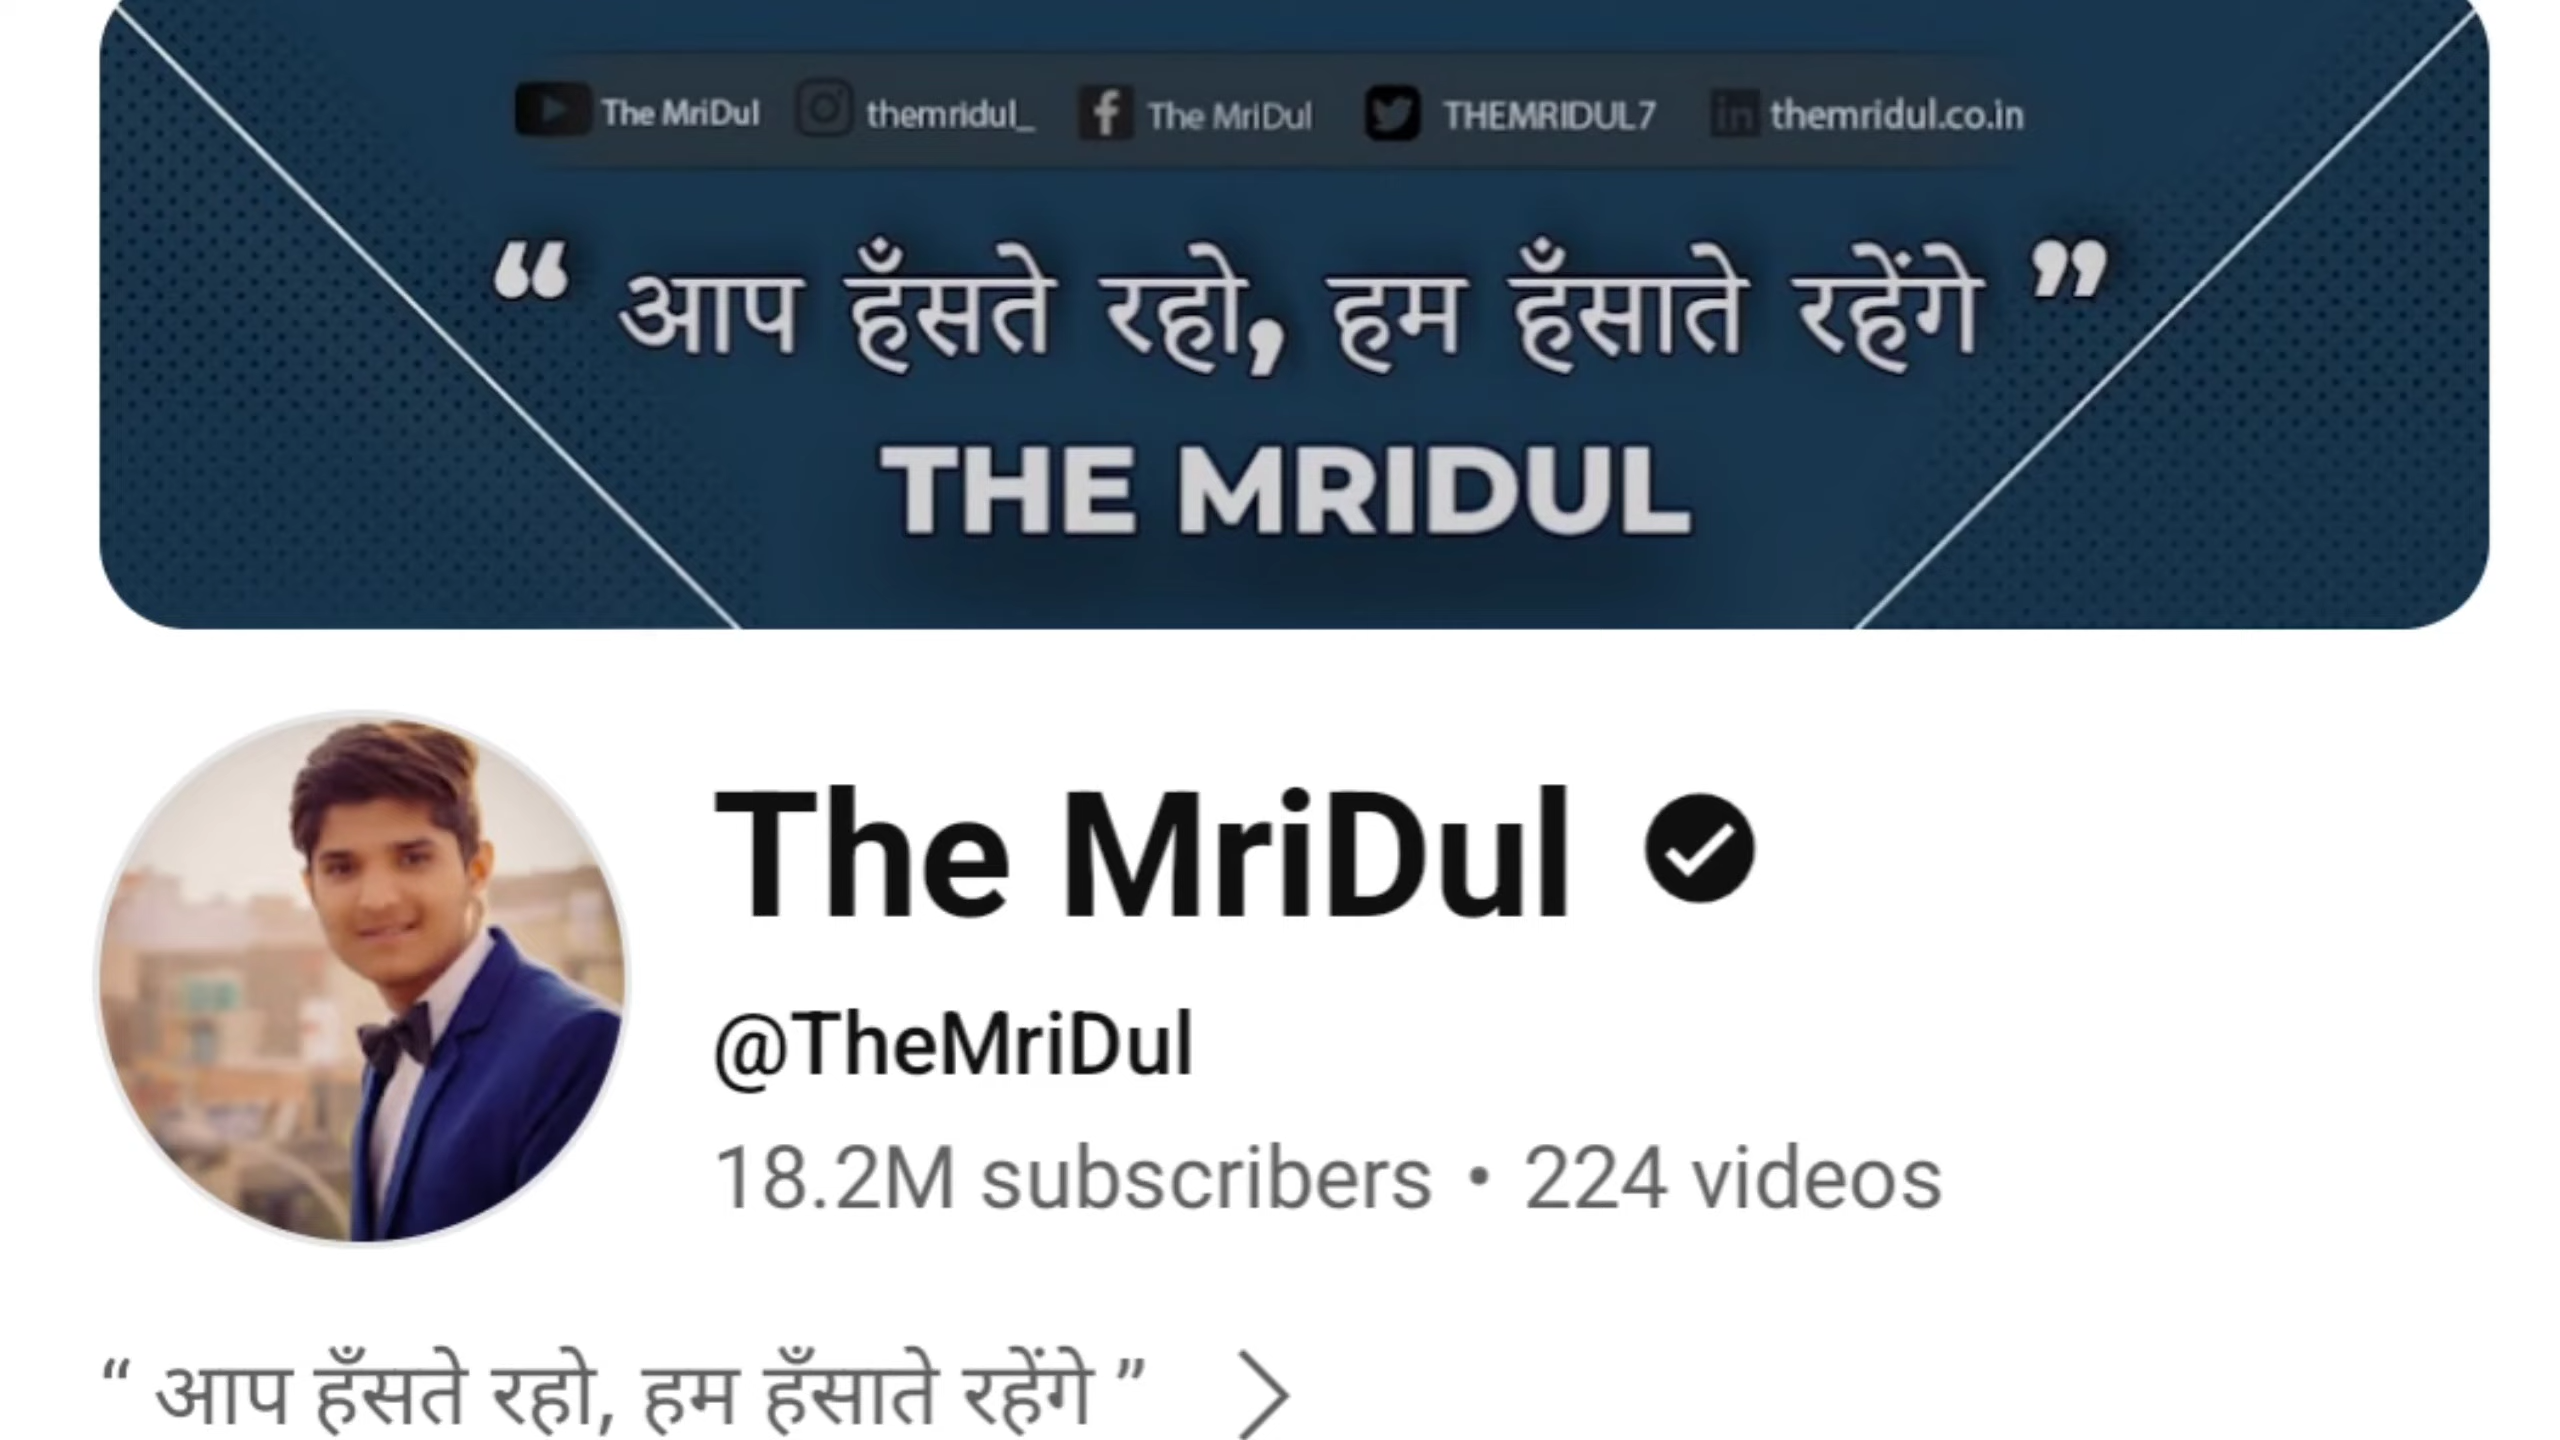 The MriDul themridul_ The MriDul THEMRIDUL7 in themridul.co.in
“ आप हँसते रहो, हम हँसाते रहेंगे ”
THE MRIDUL
The MriDul
@TheMriDul
18.2M subscribers • 224 videos
“ आप हँसते रहो, हम हँसाते रहेंगे ”